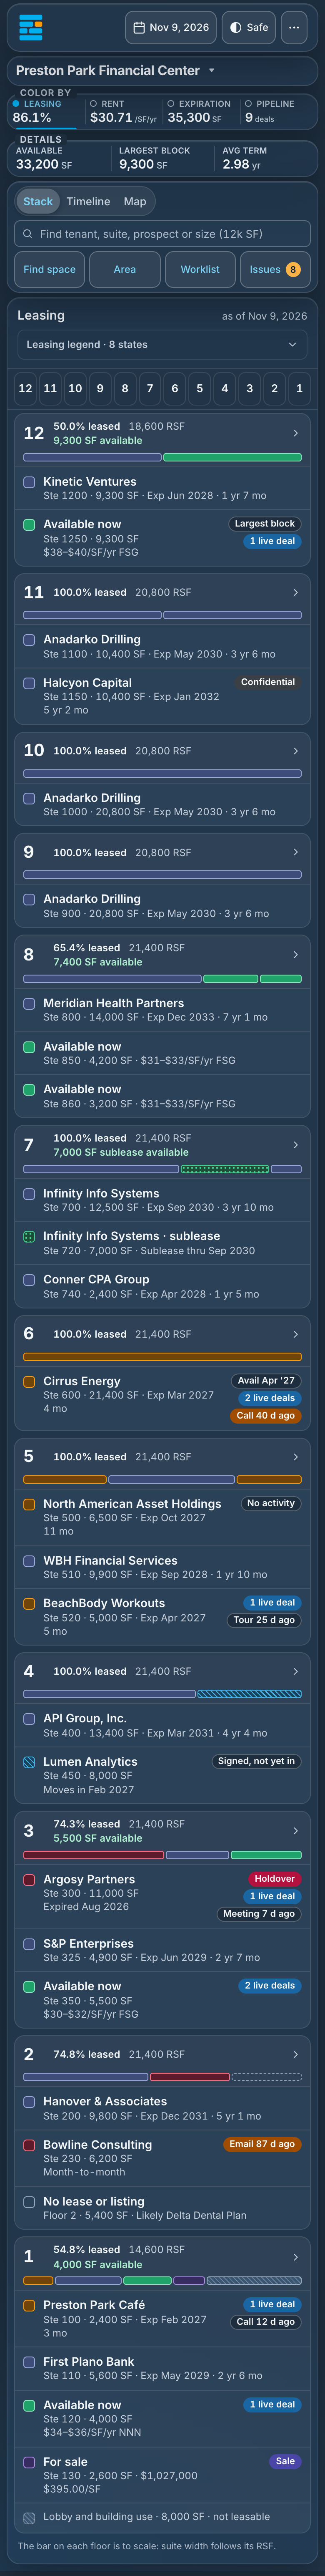 Nov 9, 2026
Safe
Preston Park Financial Center
COLOR BY
LEASING
86.1%
RENT
$30.71 /SF/yr
EXPIRATION
35,300 SF
PIPELINE
9 deals
DETAILS
AVAILABLE
33,200 SF
LARGEST BLOCK
9,300 SF
AVG TERM
2.98 yr
Stack
Timeline
Map
Find tenant, suite, prospect or size (12k SF)
Find space
Area
Worklist
Issues 8
Leasing
as of Nov 9, 2026
Leasing legend · 8 states
12 11 10 9 8 7 6 5 4 3 2 1
12
50.0% leased 18,600 RSF
9,300 SF available
Kinetic Ventures
Ste 1200 · 9,300 SF · Exp Jun 2028 · 1 yr 7 mo
Available now
Largest block
Ste 1250 · 9,300 SF
1 live deal
$38–$40/SF/yr FSG
11
100.0% leased 20,800 RSF
Anadarko Drilling
Ste 1100 · 10,400 SF · Exp May 2030 · 3 yr 6 mo
Halcyon Capital
Confidential
Ste 1150 · 10,400 SF · Exp Jan 2032
5 yr 2 mo
10
100.0% leased 20,800 RSF
Anadarko Drilling
Ste 1000 · 20,800 SF · Exp May 2030 · 3 yr 6 mo
9
100.0% leased 20,800 RSF
Anadarko Drilling
Ste 900 · 20,800 SF · Exp May 2030 · 3 yr 6 mo
8
65.4% leased 21,400 RSF
7,400 SF available
Meridian Health Partners
Ste 800 · 14,000 SF · Exp Dec 2033 · 7 yr 1 mo
Available now
Ste 850 · 4,200 SF · $31–$33/SF/yr FSG
Available now
Ste 860 · 3,200 SF · $31–$33/SF/yr FSG
7
100.0% leased 21,400 RSF
7,000 SF sublease available
Infinity Info Systems
Ste 700 · 12,500 SF · Exp Sep 2030 · 3 yr 10 mo
Infinity Info Systems · sublease
Ste 720 · 7,000 SF · Sublease thru Sep 2030
Conner CPA Group
Ste 740 · 2,400 SF · Exp Apr 2028 · 1 yr 5 mo
6
100.0% leased 21,400 RSF
Cirrus Energy
Avail Apr '27
Ste 600 · 21,400 SF · Exp Mar 2027
2 live deals
4 mo
Call 40 d ago
5
100.0% leased 21,400 RSF
North American Asset Holdings
No activity
Ste 500 · 6,500 SF · Exp Oct 2027
11 mo
WBH Financial Services
Ste 510 · 9,900 SF · Exp Sep 2028 · 1 yr 10 mo
BeachBody Workouts
1 live deal
Ste 520 · 5,000 SF · Exp Apr 2027
Tour 25 d ago
5 mo
4
100.0% leased 21,400 RSF
API Group, Inc.
Ste 400 · 13,400 SF · Exp Mar 2031 · 4 yr 4 mo
Lumen Analytics
Signed, not yet in
Ste 450 · 8,000 SF
Moves in Feb 2027
3
74.3% leased 21,400 RSF
5,500 SF available
Argosy Partners
Holdover
Ste 300 · 11,000 SF
1 live deal
Expired Aug 2026
Meeting 7 d ago
S&P Enterprises
Ste 325 · 4,900 SF · Exp Jun 2029 · 2 yr 7 mo
Available now
2 live deals
Ste 350 · 5,500 SF
$30–$32/SF/yr FSG
2
74.8% leased 21,400 RSF
Hanover & Associates
Ste 200 · 9,800 SF · Exp Dec 2031 · 5 yr 1 mo
Bowline Consulting
Email 87 d ago
Ste 230 · 6,200 SF
Month-to-month
No lease or listing
Floor 2 · 5,400 SF · Likely Delta Dental Plan
1
54.8% leased 14,600 RSF
4,000 SF available
Preston Park Café
1 live deal
Ste 100 · 2,400 SF · Exp Feb 2027
Call 12 d ago
3 mo
First Plano Bank
Ste 110 · 5,600 SF · Exp May 2029 · 2 yr 6 mo
Available now
1 live deal
Ste 120 · 4,000 SF
$34–$36/SF/yr NNN
For sale
Sale
Ste 130 · 2,600 SF · $1,027,000
$395.00/SF
Lobby and building use · 8,000 SF · not leasable
The bar on each floor is to scale: suite width follows its RSF.